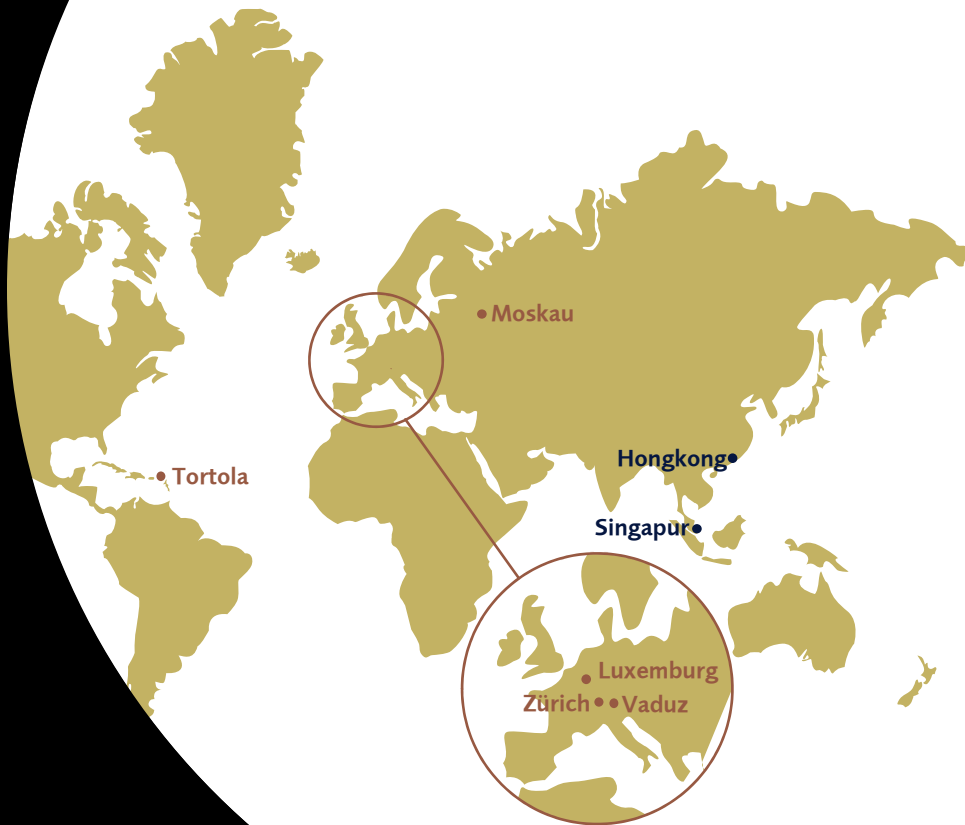 Moskau
Hongkong
Tortola
Singapur
Luxemburg
Zürich
Vaduz